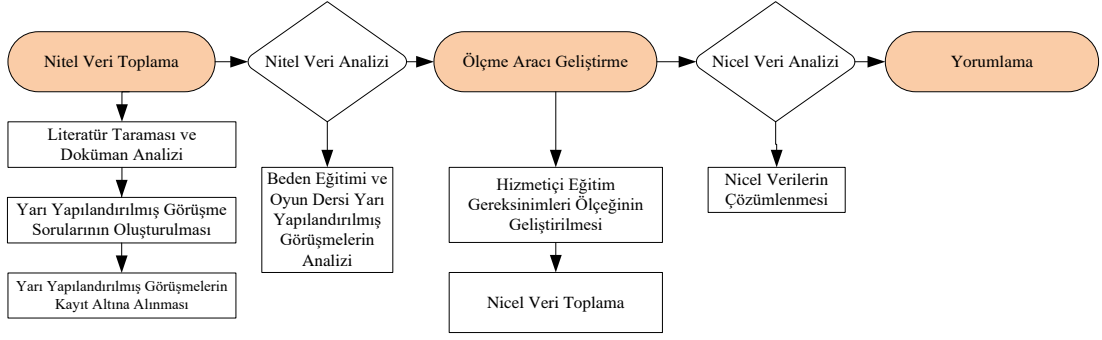 Nitel Veri Toplama
Nitel Veri Analizi
Ölçme Aracı Geliştirme
Nicel Veri Analizi
Yorumlama
Literatür Taraması ve
Doküman Analizi
Yarı Yapılandırılmış Görüşme
Sorularının Oluşturulması
Yarı Yapılandırılmış Görüşmelerin
Kayıt Altına Alınması
Beden Eğitimi ve
Oyun Dersi Yarı
Yapılandırılmış
Görüşmelerin
Analizi
Hizmetiçi Eğitim
Gereksinimleri Ölçeğinin
Geliştirilmesi
Nicel Veri Toplama
Nicel Verilerin
Çözümlenmesi